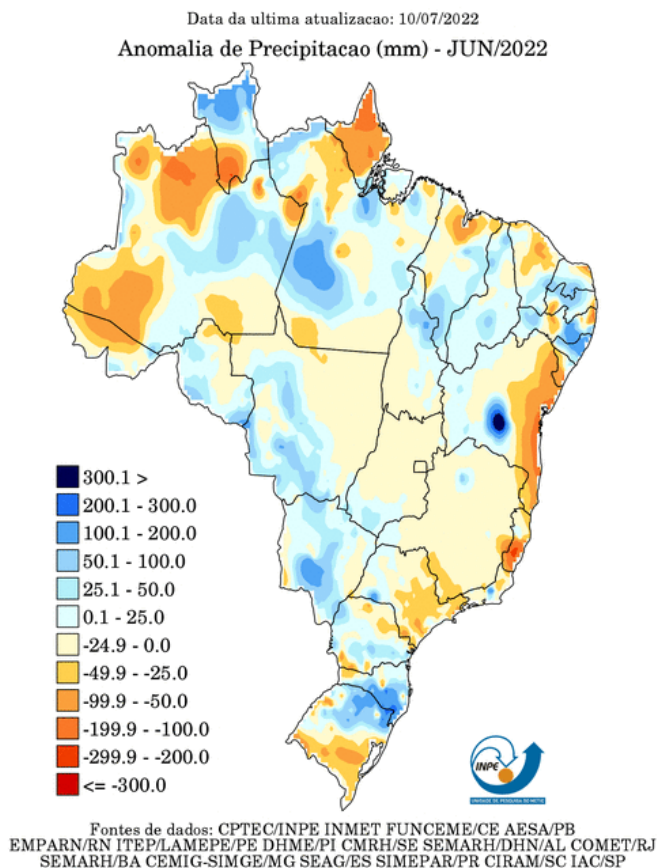 Data da ultima atualizacao: 10/07/2022
Anomalia de Precipitacao (mm) - JUN/2022
300.1 >
200.1 - 300.0
100.1 - 200.0
50.1 - 100.0
25.1 - 50.0
0.1 - 25.0
-24.9 - 0.0
-49.9 - -25.0
-99.9 - -50.0
-199.9 - -100.0
-299.9 - -200.0
<= -300.0
INPE
Fontes de dados: CPTEC/INPE INMET FUNCEME/CE AESA/PB
EMPARN/RN ITEP/LAMEPE/PE DHME/PI CMRH/SE SEMARH/DHN/AL COMET/RJ
SEMARH/BA CEMIG-SIMGE/MG SEAG/ES SIMEPAR/PR CIRAM/SC IAC/SP